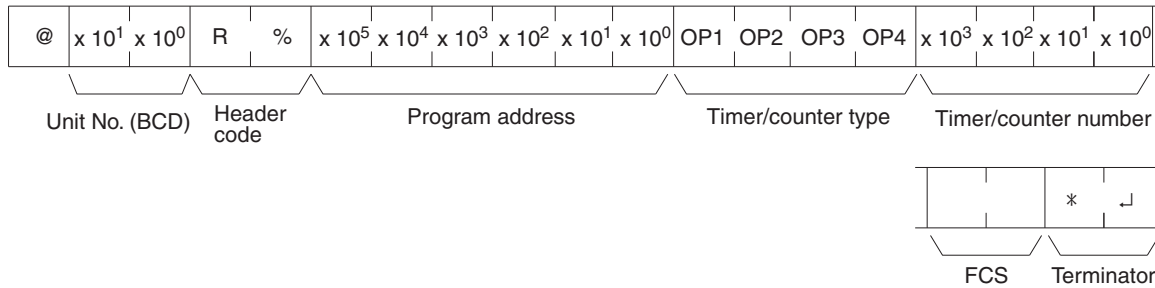 @ x 10¹ x 10⁰ R % x 10⁵ x 10⁴ x 10³ x 10² x 10¹ x 10⁰ OP1 OP2 OP3 OP4 x 10³ x 10² x 10¹ x 10⁰
Unit No. (BCD) Header code Program address Timer/counter type Timer/counter number
* ↵
FCS Terminator